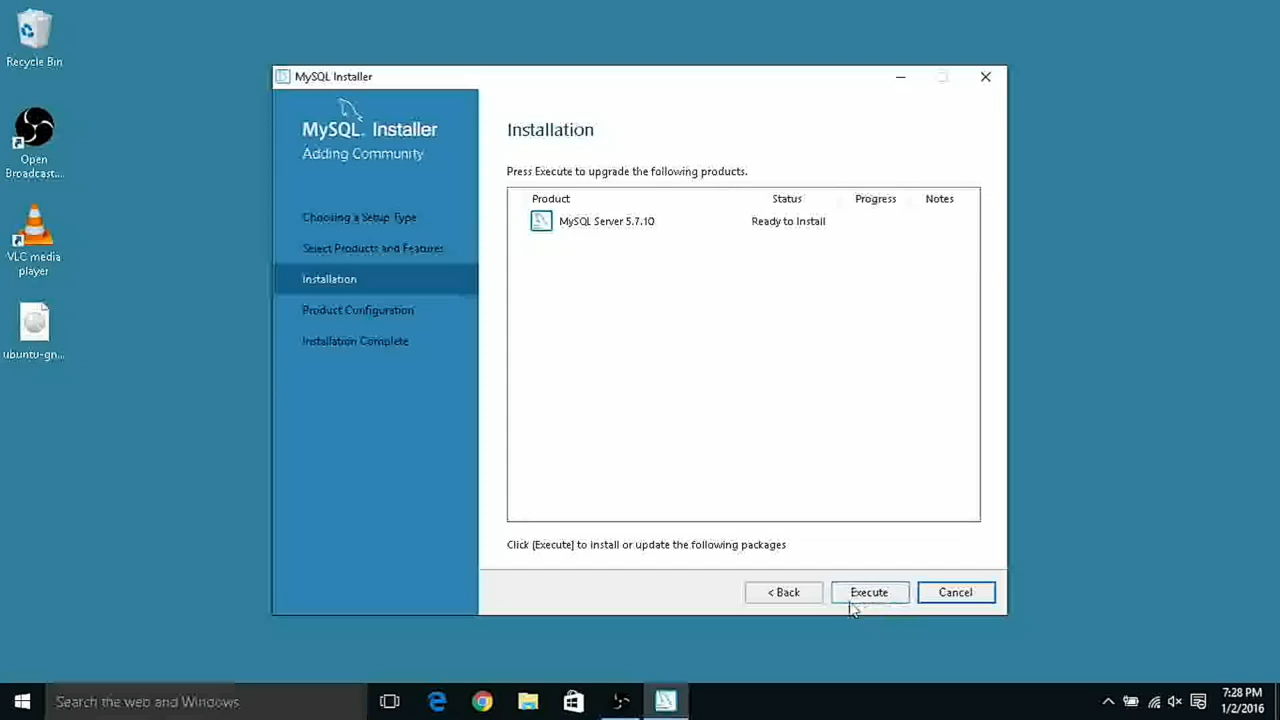 Recycle Bin
Open
Broadcast....
VLC media
player
ubuntu-gn...
MySQL Installer
MySQL. Installer
Adding Community
Choosing a Setup Type
Select Products and Features
Installation
Product Configuration
Installation Complete
Installation
Press Execute to upgrade the following products.
Product Status Progress Notes
MySQL Server 5.7.10 Ready to Install
Click [Execute] to install or update the following packages
< Back Execute Cancel
Search the web and Windows
7:28 PM
1/2/2016